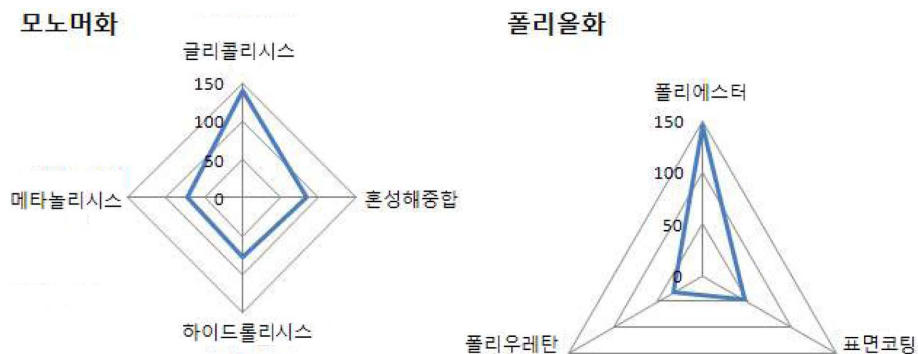 모노머화
글리콜리시스
150
100
50
0
메타놀리시스
혼성해중합
하이드롤리시스
폴리올화
폴리에스터
150
100
50
0
폴리우레탄
표면코팅